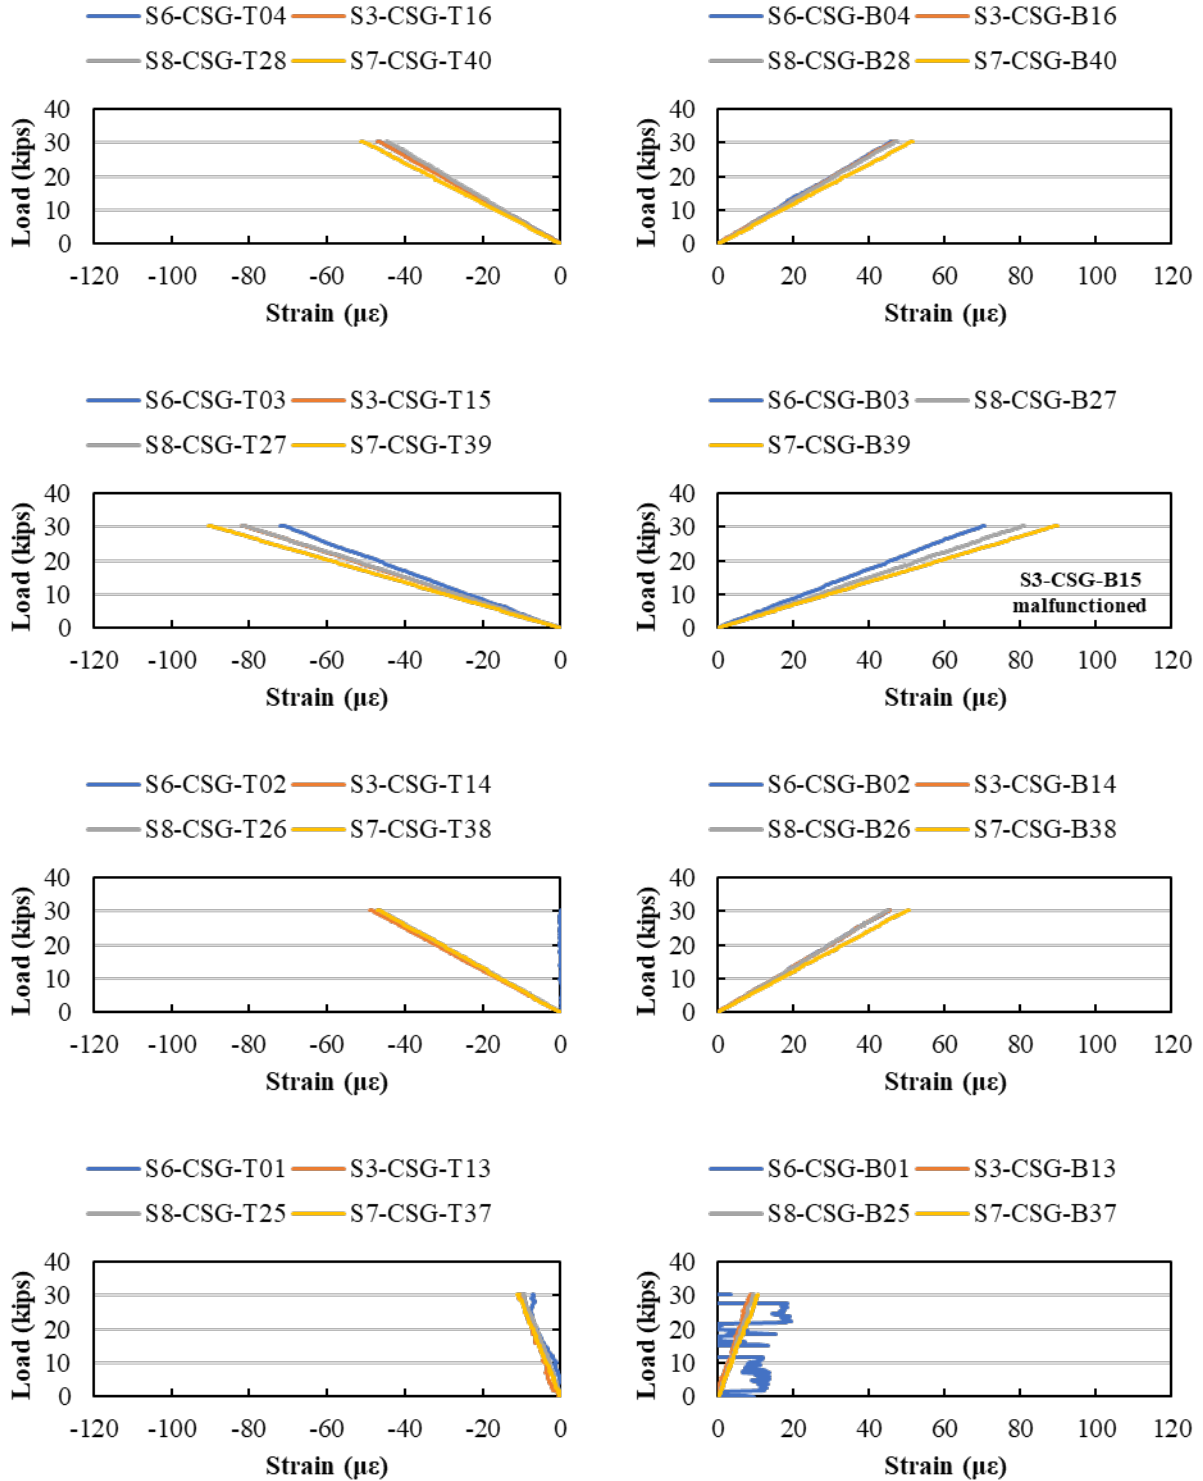 S6-CSG-T04 S3-CSG-T16
S8-CSG-T28 S7-CSG-T40
40
30
20
10
0
Load (kips)
-120 -100 -80 -60 -40 -20 0
Strain (με)
S6-CSG-B04 S3-CSG-B16
S8-CSG-B28 S7-CSG-B40
40
30
20
10
0
Load (kips)
0 20 40 60 80 100 120
Strain (με)
S6-CSG-T03 S3-CSG-T15
S8-CSG-T27 S7-CSG-T39
40
30
20
10
0
Load (kips)
-120 -100 -80 -60 -40 -20 0
Strain (με)
S6-CSG-B03 S8-CSG-B27
S7-CSG-B39
40
30
20
10
0
Load (kips)
S3-CSG-B15
malfunctioned
0 20 40 60 80 100 120
Strain (με)
S6-CSG-T02 S3-CSG-T14
S8-CSG-T26 S7-CSG-T38
40
30
20
10
0
Load (kips)
-120 -100 -80 -60 -40 -20 0
Strain (με)
S6-CSG-B02 S3-CSG-B14
S8-CSG-B26 S7-CSG-B38
40
30
20
10
0
Load (kips)
0 20 40 60 80 100 120
Strain (με)
S6-CSG-T01 S3-CSG-T13
S8-CSG-T25 S7-CSG-T37
40
30
20
10
0
Load (kips)
-120 -100 -80 -60 -40 -20 0
Strain (με)
S6-CSG-B01 S3-CSG-B13
S8-CSG-B25 S7-CSG-B37
40
30
20
10
0
Load (kips)
0 20 40 60 80 100 120
Strain (με)